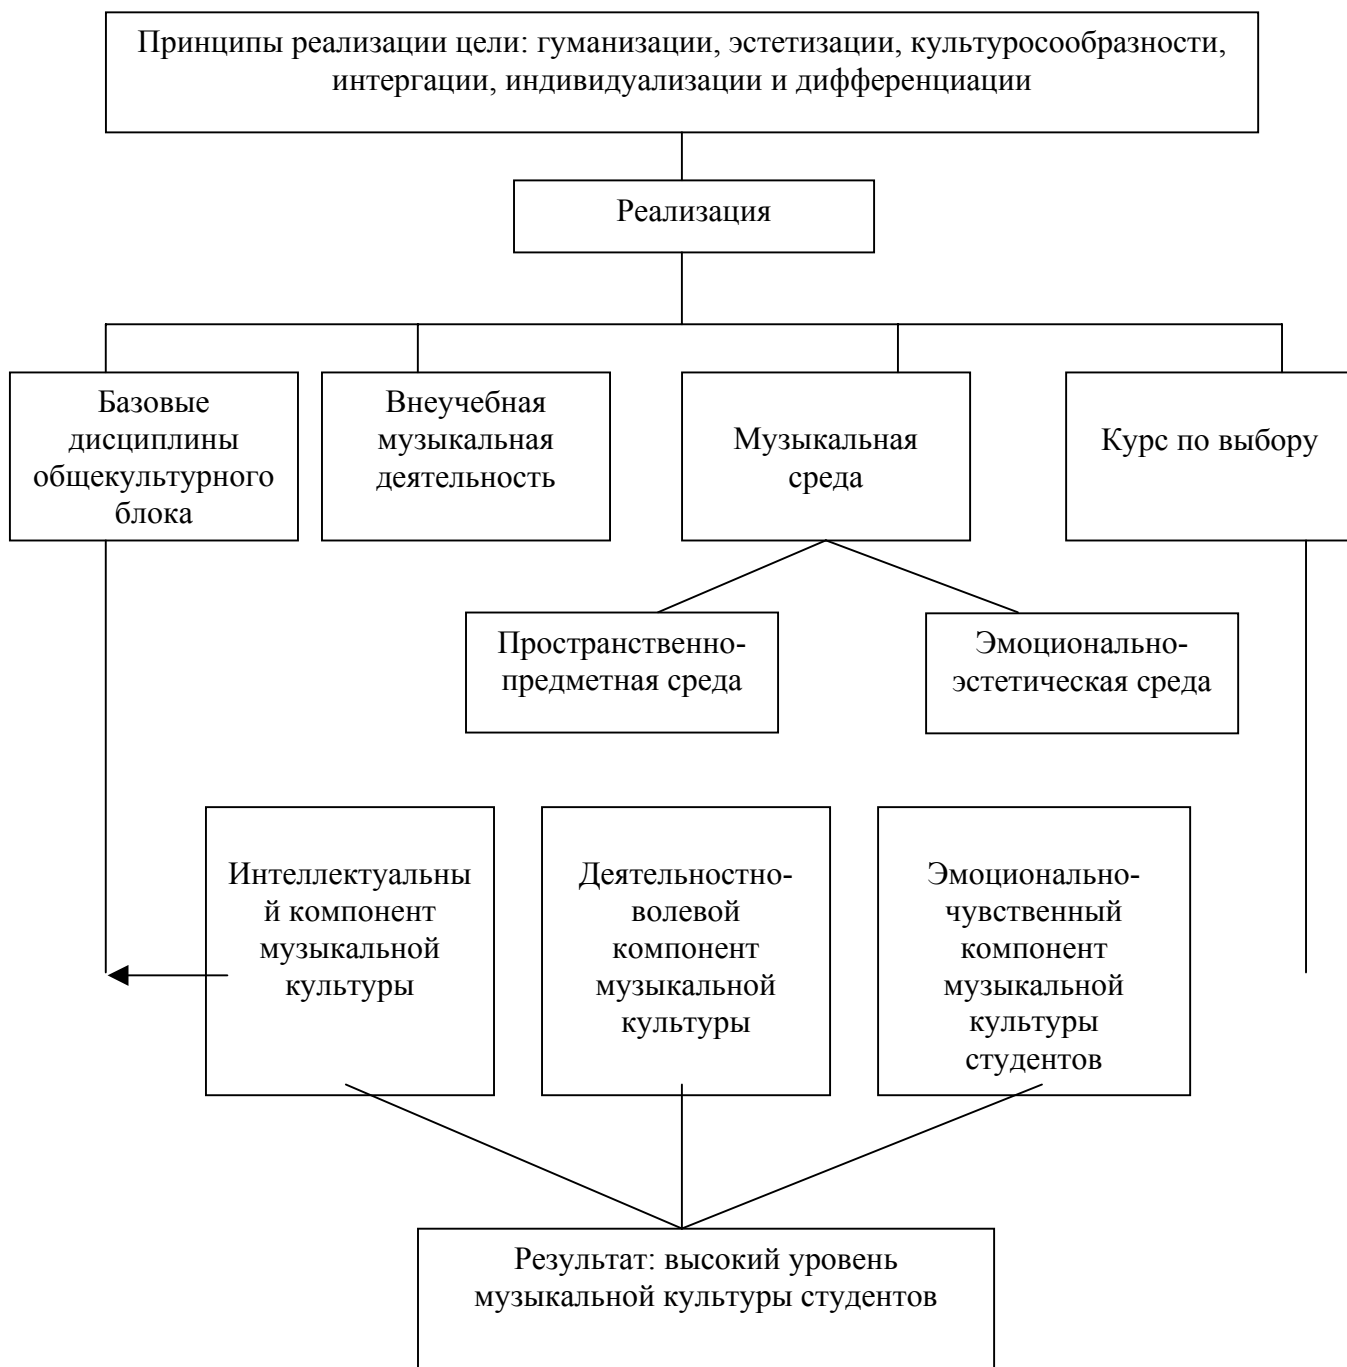 Принципы реализации цели: гуманизации, эстетизации, культуросообразности,
интергации, индивидуализации и дифференциации
Реализация
Базовые
дисциплины
общекультурного
блока
Внеучебная
музыкальная
деятельность
Музыкальная
среда
Курс по выбору
Пространственно-
предметная среда
Эмоционально-
эстетическая среда
Интеллектуальны
й компонент
музыкальной
культуры
Деятельностно-
волевой
компонент
музыкальной
культуры
Эмоционально-
чувственный
компонент
музыкальной
культуры
студентов
Результат: высокий уровень
музыкальной культуры студентов